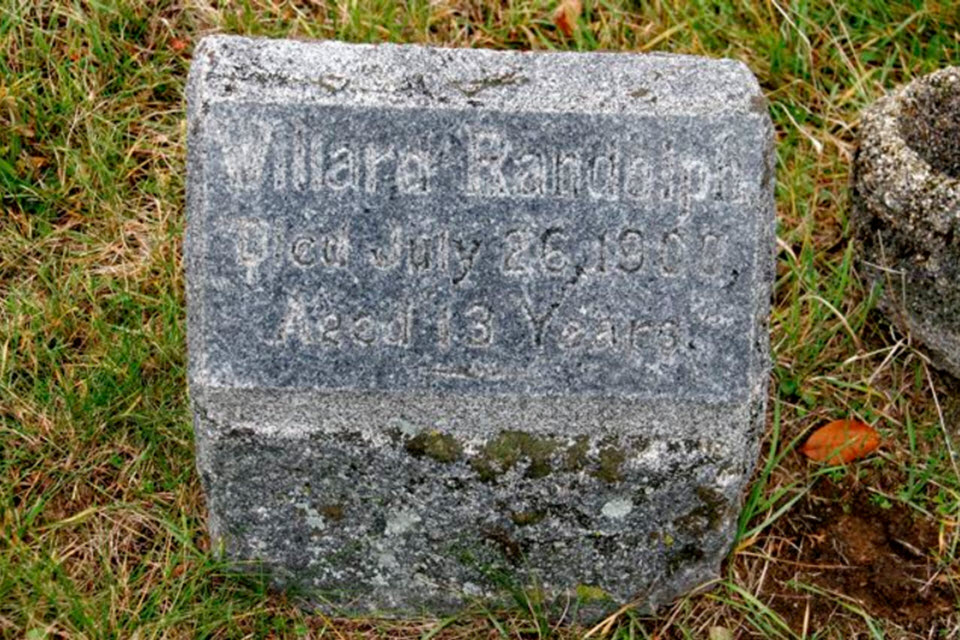 Willard Randolph.
Died July 26, 1900,
Aged 13 Years.